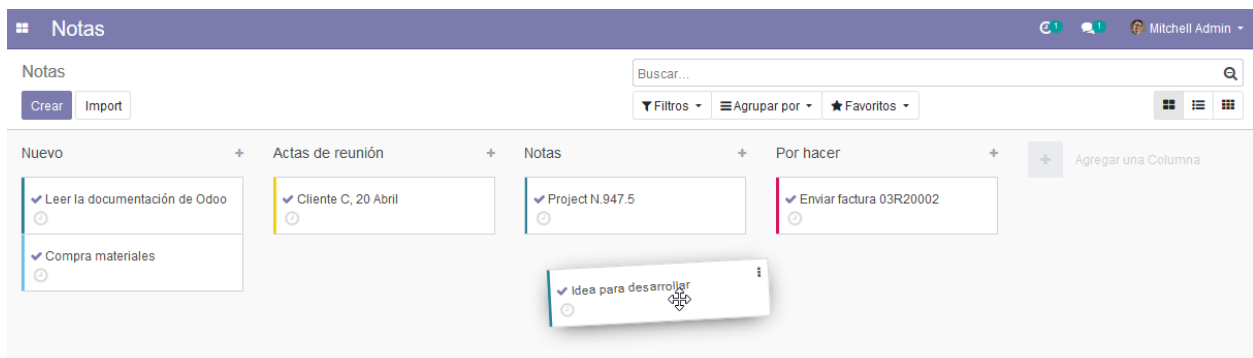 Notas
1
1
Mitchell Admin
Notas
Buscar...
Crear
Import
Filtros
Agrupar por
Favoritos
Nuevo
Actas de reunión
Notas
Por hacer
Agregar una Columna
Leer la documentación de Odoo
Cliente C, 20 Abril
Project N.947.5
Enviar factura 03R20002
Compra materiales
Idea para desarrollar